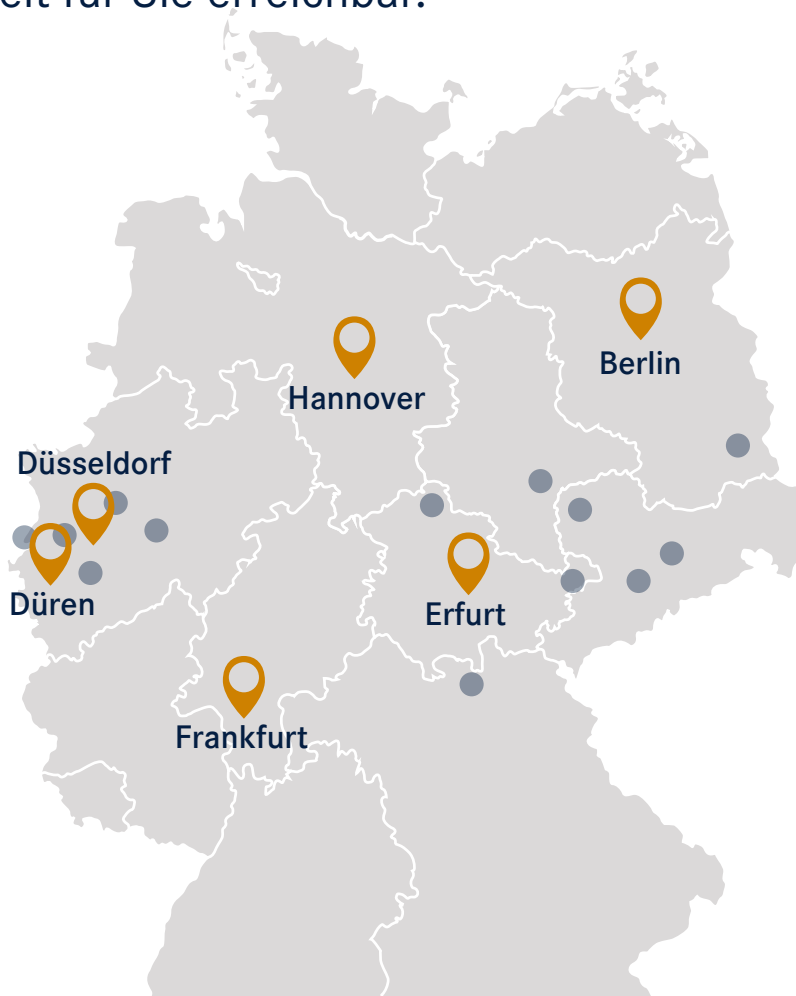 für Sie erreichbar.
Berlin
Hannover
Düsseldorf
Düren
Erfurt
Frankfurt